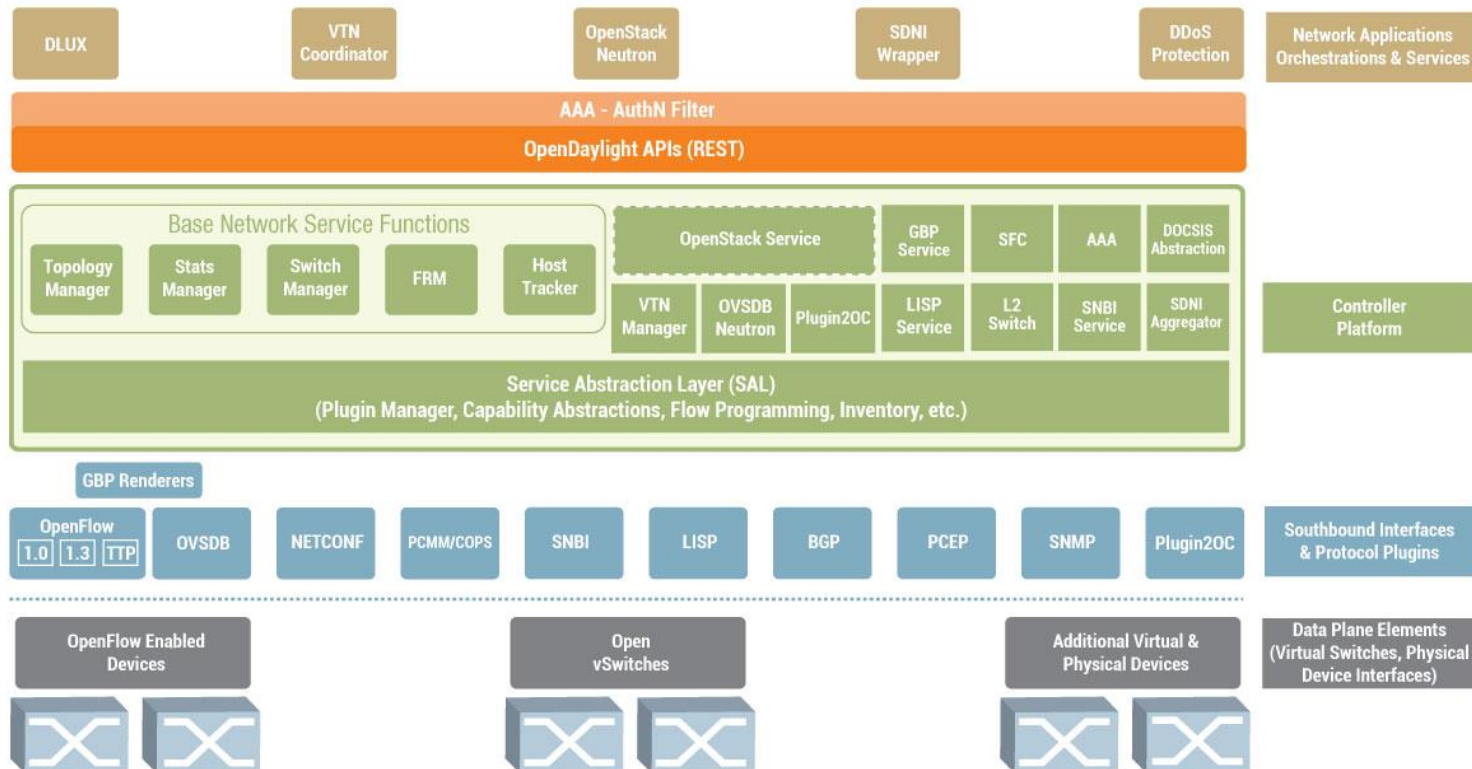 DLUX
VTN
Coordinator
OpenStack
Neutron
SDNI
Wrapper
DDoS
Protection
Network Applications
Orchestrations & Services
AAA - AuthN Filter
OpenDaylight APIs (REST)
Base Network Service Functions
Topology
Manager
Stats
Manager
Switch
Manager
FRM
Host
Tracker
OpenStack Service
GBP
Service
SFC
AAA
DOCSIS
Abstraction
VTN
Manager
OVSDB
Neutron
Plugin2OC
LISP
Service
L2
Switch
SNBI
Service
SDNI
Aggregator
Controller
Platform
Service Abstraction Layer (SAL)
(Plugin Manager, Capability Abstractions, Flow Programming, Inventory, etc.)
GBP Renderers
OpenFlow
1.0 1.3 TTP
OVSDB
NETCONF
PCMM/COPS
SNBI
LISP
BGP
PCEP
SNMP
Plugin2OC
Southbound Interfaces
& Protocol Plugins
OpenFlow Enabled
Devices
Open
vSwitches
Additional Virtual &
Physical Devices
Data Plane Elements
(Virtual Switches, Physical
Device Interfaces)